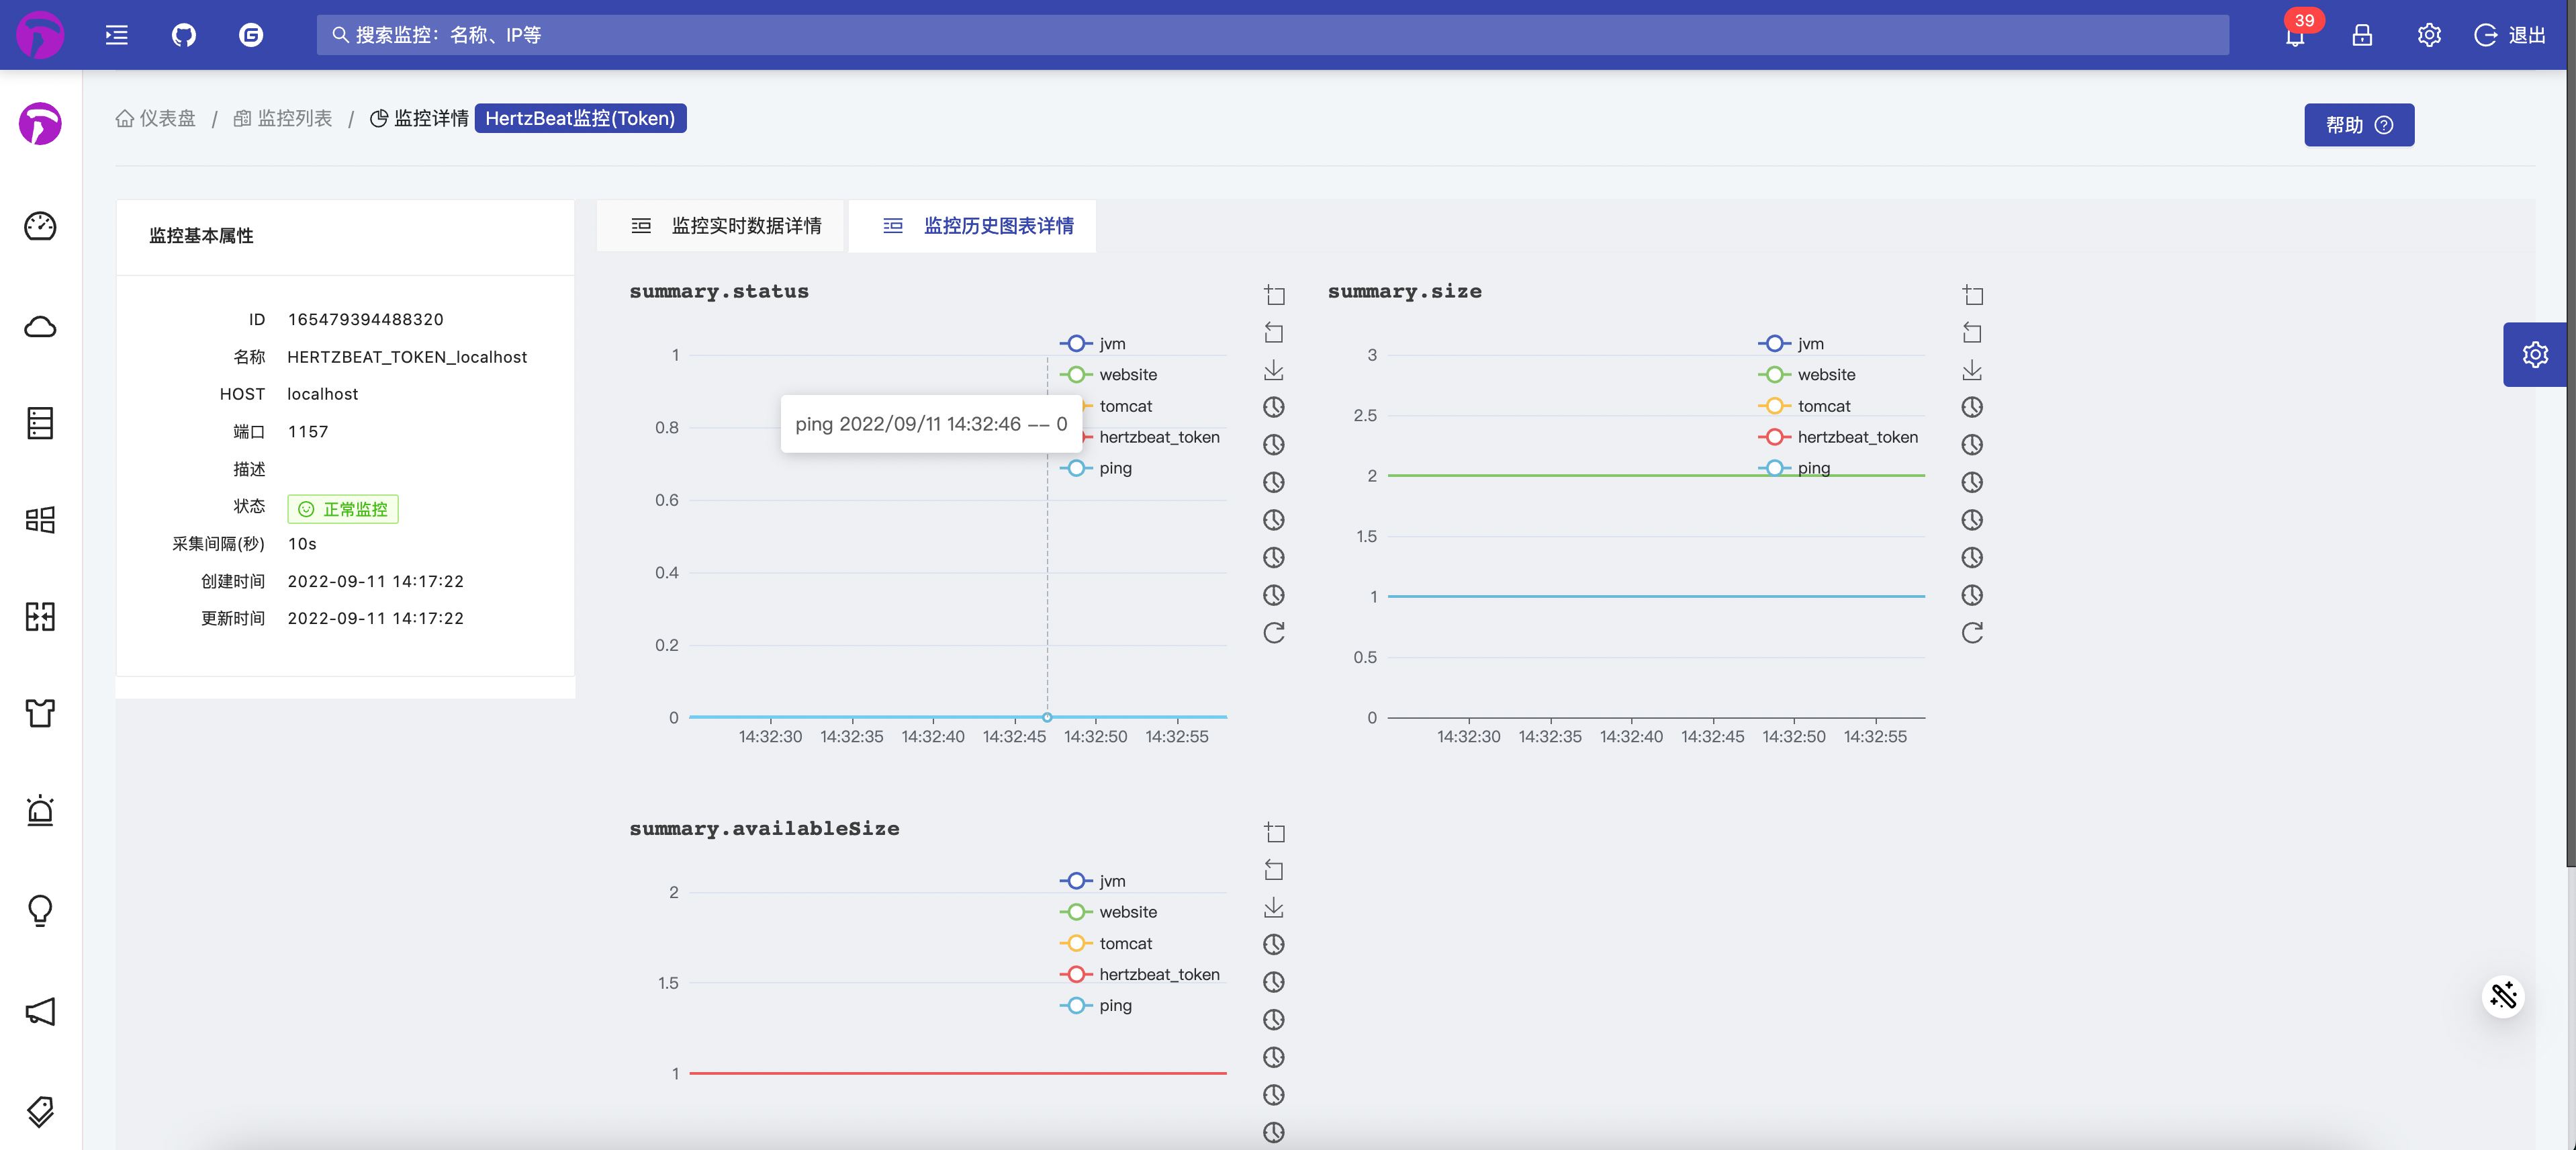 搜索监控：名称、IP等
39
退出
仪表盘 / 监控列表 / 监控详情 HertzBeat监控(Token)
帮助
监控基本属性
ID 165479394488320
名称 HERTZBEAT_TOKEN_localhost
HOST localhost
端口 1157
描述
状态 正常监控
采集间隔(秒) 10s
创建时间 2022-09-11 14:17:22
更新时间 2022-09-11 14:17:22
监控实时数据详情
监控历史图表详情
summary.status
jvm
website
tomcat
hertzbeat_token
ping
ping 2022/09/11 14:32:46 -- 0
1
0.8
0.6
0.4
0.2
0
14:32:30 14:32:35 14:32:40 14:32:45 14:32:50 14:32:55
summary.size
jvm
website
tomcat
hertzbeat_token
ping
3
2.5
2
1.5
1
0.5
0
14:32:30 14:32:35 14:32:40 14:32:45 14:32:50 14:32:55
summary.availableSize
jvm
website
tomcat
hertzbeat_token
ping
2
1.5
1